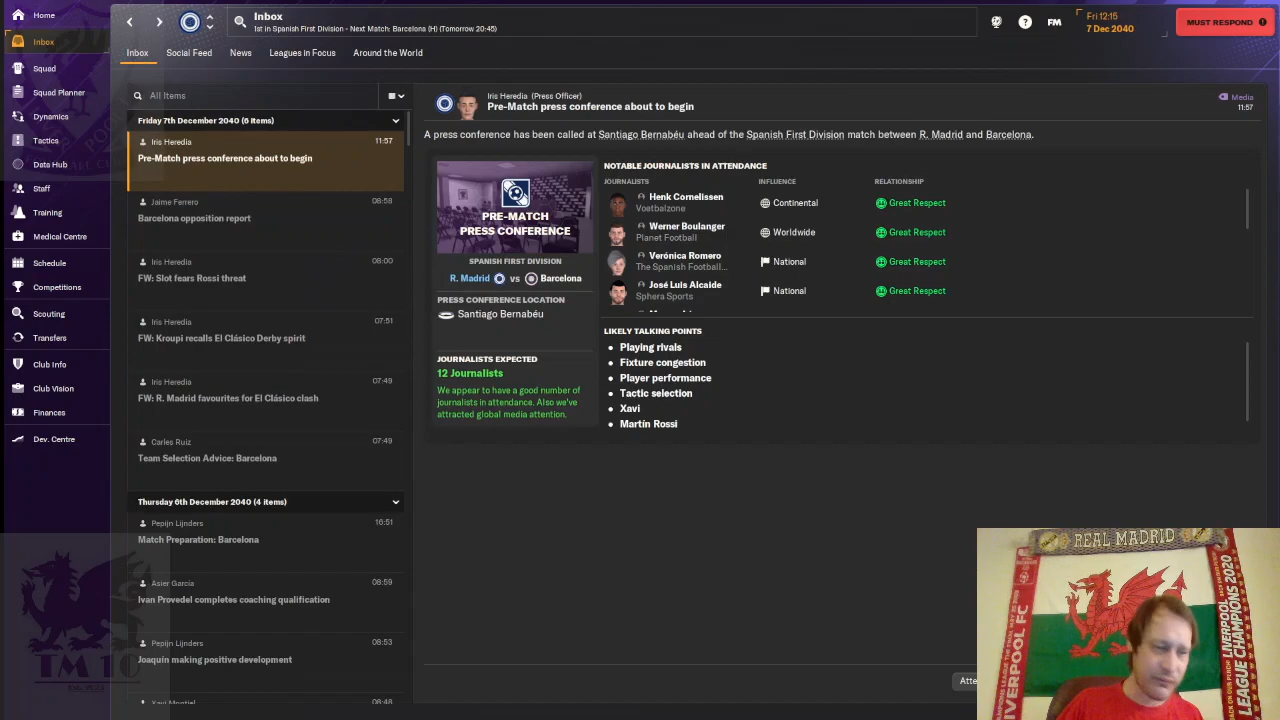 Home
Inbox
Squad
Squad Planner
Dynamics
Tactics
Data Hub
Staff
Training
Medical Centre
Schedule
Competitions
Scouting
Transfers
Club Info
Club Vision
Finances
Dev. Centre
Inbox
1st in Spanish First Division - Next Match: Barcelona (H) (Tomorrow 20:45)
FM
Fri 12:15
7 Dec 2040
MUST RESPOND
Inbox Social Feed News Leagues in Focus Around the World
All Items
Friday 7th December 2040 (6 items)
Iris Heredia 11:57
Pre-Match press conference about to begin
Jaime Ferrero 08:58
Barcelona opposition report
Iris Heredia 08:00
FW: Slot fears Rossi threat
Iris Heredia 07:51
FW: Kroupi recalls El Clásico Derby spirit
Iris Heredia 07:49
FW: R. Madrid favourites for El Clásico clash
Carles Ruiz 07:49
Team Selection Advice: Barcelona
Thursday 6th December 2040 (4 items)
Pepijn Lijnders 16:51
Match Preparation: Barcelona
Asier García 08:59
Ivan Provedel completes coaching qualification
Pepijn Lijnders 08:53
Joaquín making positive development
Xavi Montiel 08:46
Iris Heredia (Press Officer)
Pre-Match press conference about to begin
Media
11:57
A press conference has been called at Santiago Bernabéu ahead of the Spanish First Division match between R. Madrid and Barcelona.
PRE-MATCH
PRESS CONFERENCE
SPANISH FIRST DIVISION
R. Madrid vs Barcelona
PRESS CONFERENCE LOCATION
Santiago Bernabéu
JOURNALISTS EXPECTED
12 Journalists
We appear to have a good number of
journalists in attendance. Also we've
attracted global media attention.
NOTABLE JOURNALISTS IN ATTENDANCE
JOURNALISTS INFLUENCE RELATIONSHIP
Henk Cornelissen
Voetbalzone
Continental Great Respect
Werner Boulanger
Planet Football
Worldwide Great Respect
Verónica Romero
The Spanish Football...
National Great Respect
José Luis Alcaide
Sphera Sports
National Great Respect
LIKELY TALKING POINTS
Playing rivals
Fixture congestion
Player performance
Tactic selection
Xavi
Martín Rossi
Atte
REAL MADRID
LIVERPOOL FC
LIVERPOOL
LEAGUE CHAMPIONS 2020
TM10